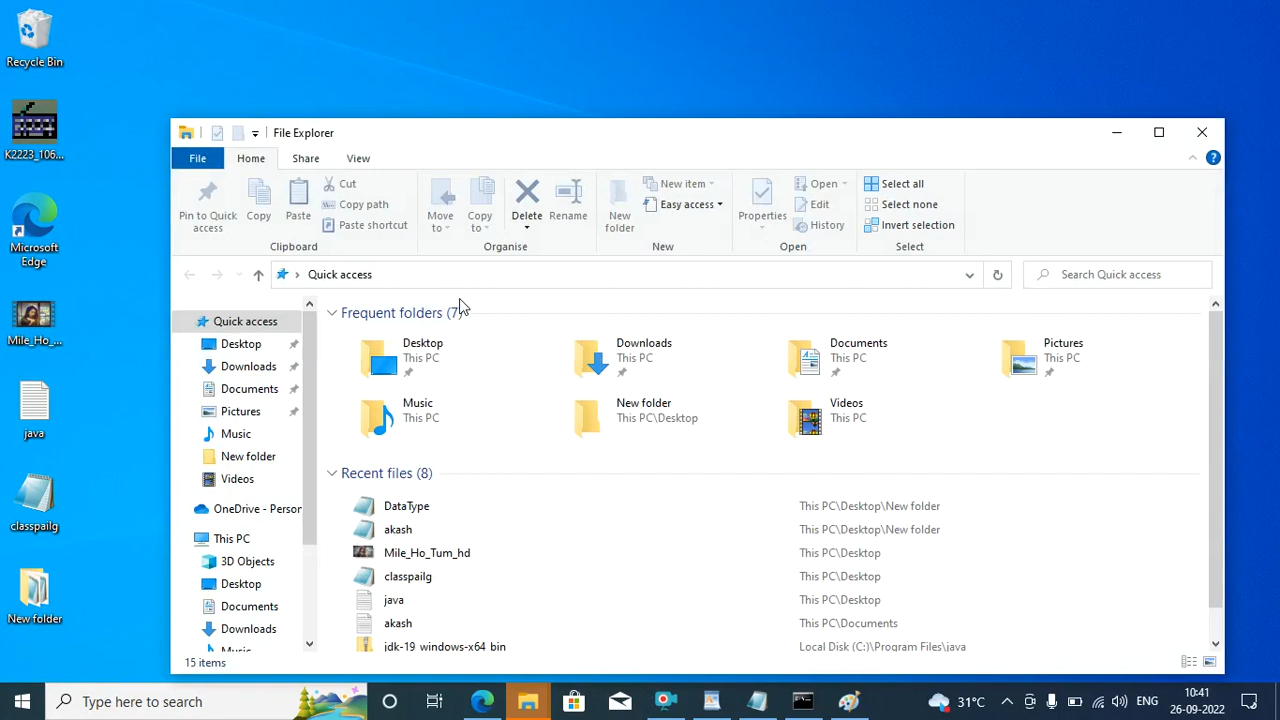 Recycle Bin
K2223_106...
Microsoft
Edge
Mile_Ho_...
java
classpailg
New folder
File Explorer
File
Home
Share
View
Pin to Quick
access
Copy
Paste
Cut
Copy path
Paste shortcut
Clipboard
Move
to
Copy
to
Delete
Rename
Organise
New
folder
New item
Easy access
New
Properties
Open
Edit
History
Open
Select all
Select none
Invert selection
Select
Quick access
Search Quick access
Quick access
Desktop
Downloads
Documents
Pictures
Music
New folder
Videos
OneDrive - Person
This PC
3D Objects
Desktop
Documents
Downloads
Music
Frequent folders (7)
Desktop
This PC
Downloads
This PC
Documents
This PC
Pictures
This PC
Music
This PC
New folder
This PC\Desktop
Videos
This PC
Recent files (8)
DataType This PC\Desktop\New folder
akash This PC\Desktop\New folder
Mile_Ho_Tum_hd This PC\Desktop
classpailg This PC\Desktop
java This PC\Desktop
akash This PC\Documents
jdk-19_windows-x64_bin Local Disk (C:)\Program Files\java
15 items
Type here to search
31°C
ENG
10:41
26-09-2022